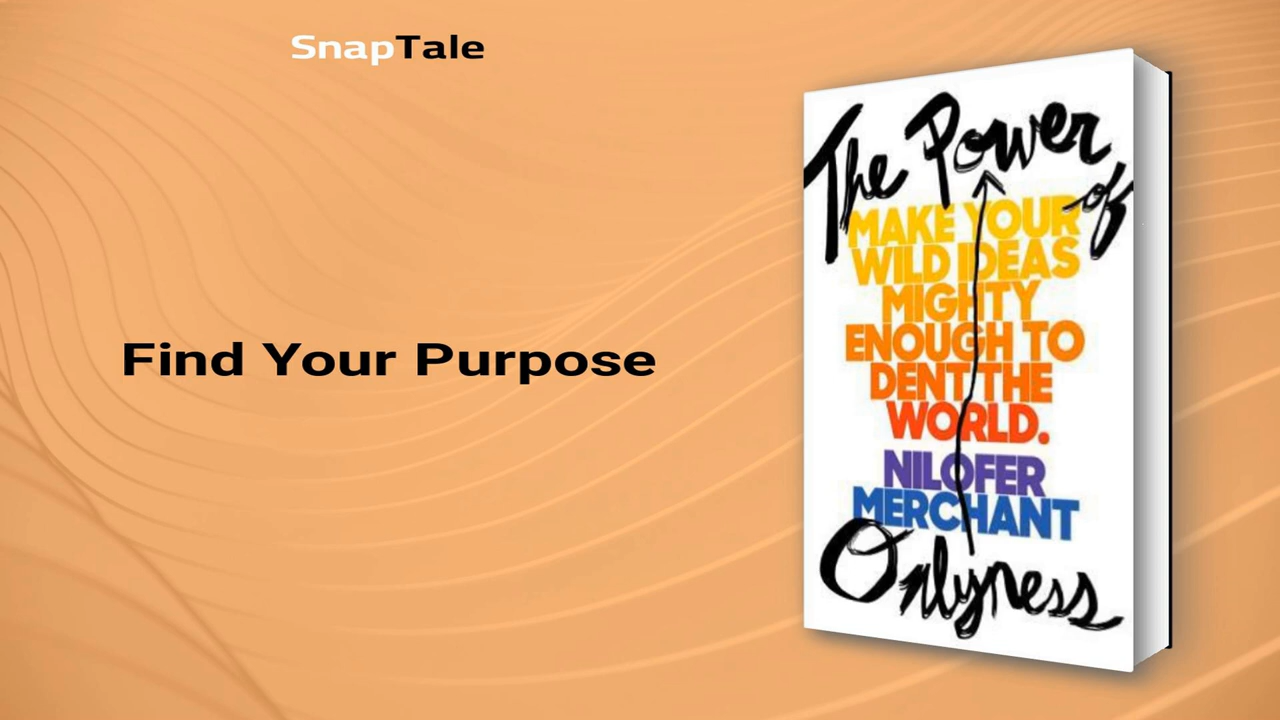 SnapTale
Find Your Purpose
The Power
of
MAKE YOUR
WILD IDEAS
MIGHTY
ENOUGH TO
DENT THE
WORLD.
NILOFER
MERCHANT
Onlyness